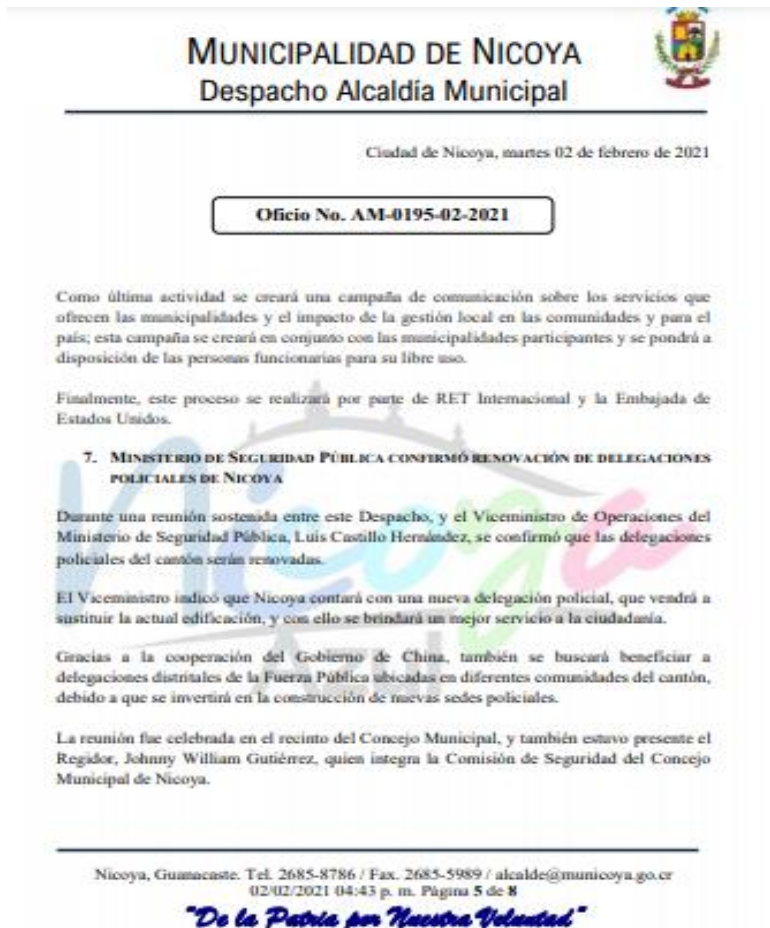 MUNICIPALIDAD DE NICOYA
Despacho Alcaldía Municipal
Ciudad de Nicoya, martes 02 de febrero de 2021
Oficio No. AM-0195-02-2021
Como última actividad se creará una campaña de comunicación sobre los servicios que
ofrecen las municipalidades y el impacto de la gestión local en las comunidades y para el
país; esta campaña se creará en conjunto con las municipalidades participantes y se pondrá a
disposición de las personas funcionarias para su libre uso.
Finalmente, este proceso se realizará por parte de RET Internacional y la Embajada de
Estados Unidos.
7. MINISTERIO DE SEGURIDAD PÚBLICA CONFIRMÓ RENOVACIÓN DE DELEGACIONES
POLICIALES DE NICOYA
Durante una reunión sostenida entre este Despacho, y el Viceministro de Operaciones del
Ministerio de Seguridad Pública, Luis Castillo Hernández, se confirmó que las delegaciones
policiales del cantón serán renovadas.
El Viceministro indicó que Nicoya contará con una nueva delegación policial, que vendrá a
sustituir la actual edificación, y con ello se brindará un mejor servicio a la ciudadanía.
Gracias a la cooperación del Gobierno de China, también se buscará beneficiar a
delegaciones distritales de la Fuerza Pública ubicadas en diferentes comunidades del cantón,
debido a que se invertirá en la construcción de nuevas sedes policiales.
La reunión fue celebrada en el recinto del Concejo Municipal, y también estuvo presente el
Regidor, Johnny William Gutiérrez, quien integra la Comisión de Seguridad del Concejo
Municipal de Nicoya.
Nicoya Azul
Nicoya, Guanacaste. Tel. 2685-8786 / Fax. 2685-5989 / alcalde@municoya.go.cr
02/02/2021 04:43 p. m. Página 5 de 8
"De la Patria por Nuestra Voluntad"